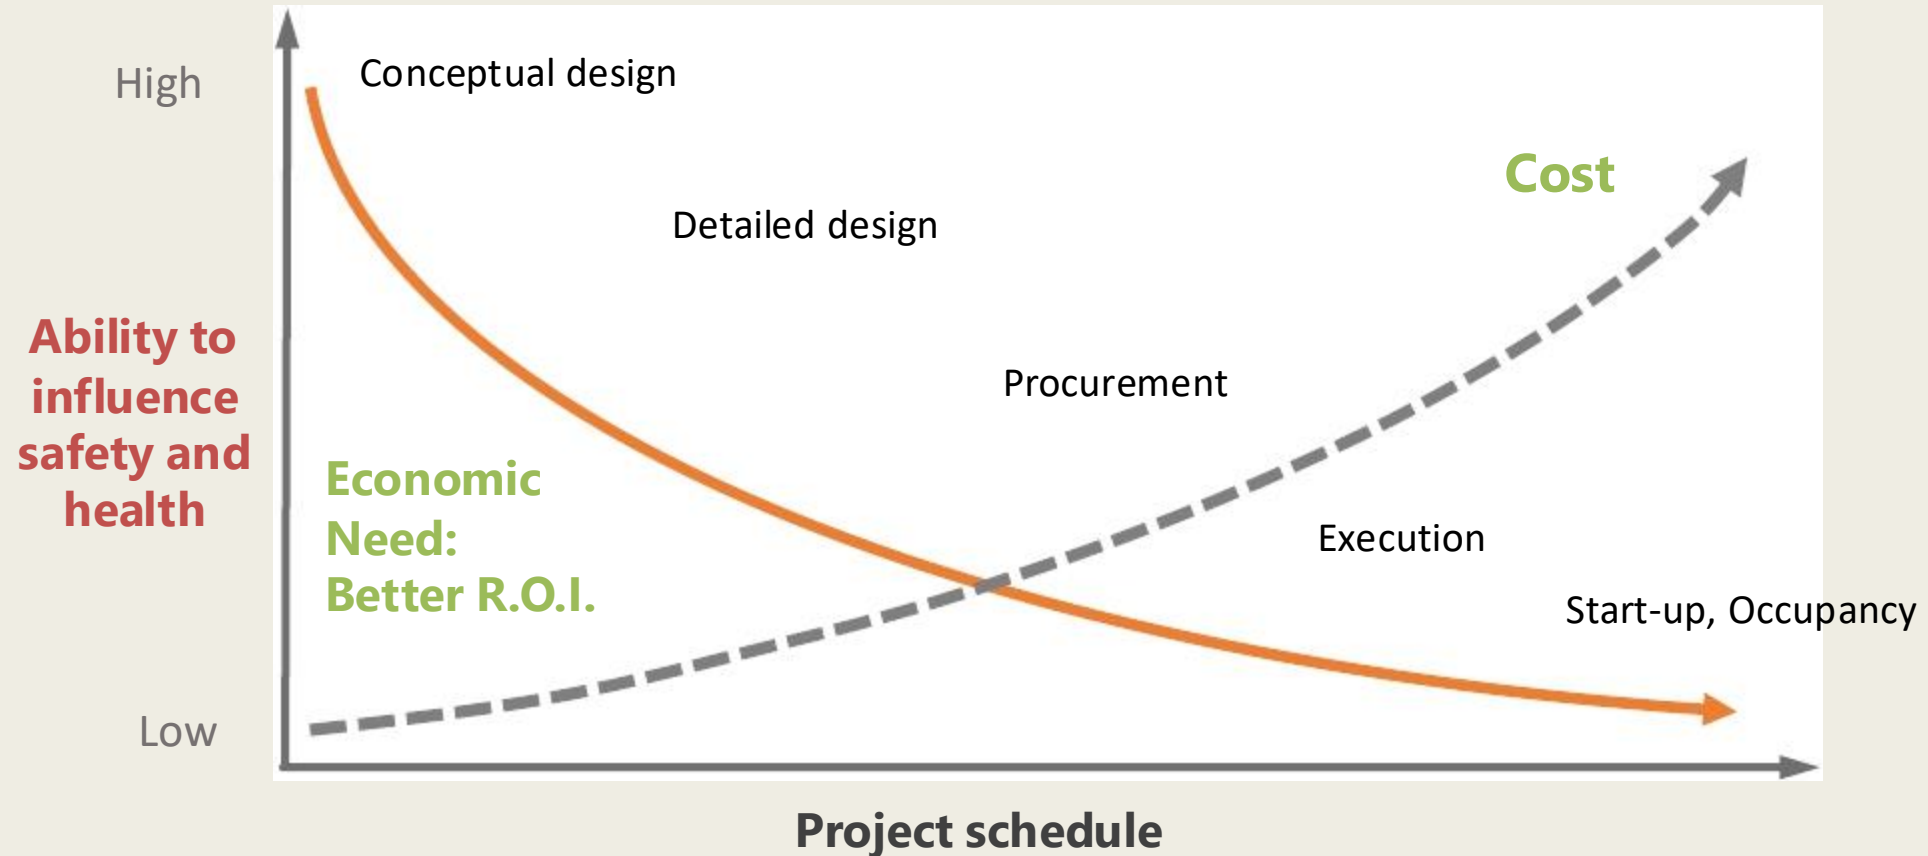 High
Conceptual design
Cost
Detailed design
Ability to
influence
safety and
health
Procurement
Economic
Need:
Better R.O.I.
Execution
Start-up, Occupancy
Low
Project schedule